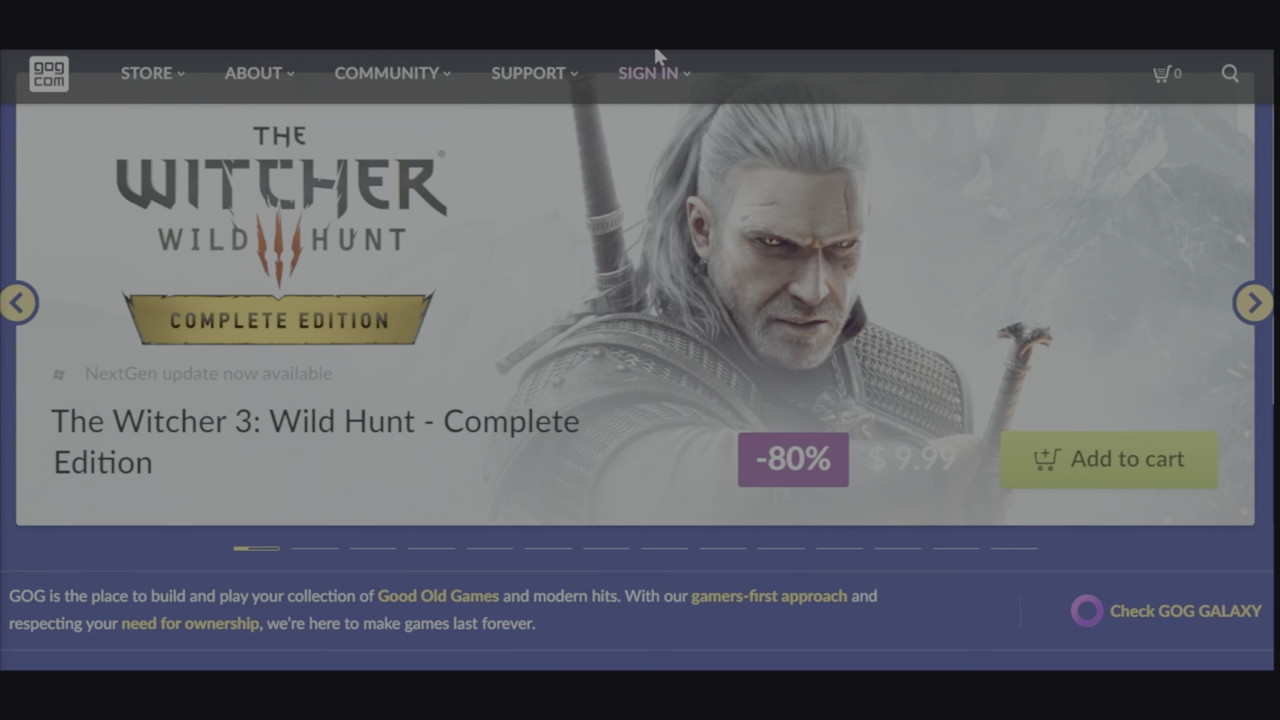 gog
com
STORE ABOUT COMMUNITY SUPPORT SIGN IN 0
THE
WITCHER
WILD HUNT
COMPLETE EDITION
NextGen update now available
The Witcher 3: Wild Hunt - Complete
Edition
-80% $ 9.99 Add to cart
GOG is the place to build and play your collection of Good Old Games and modern hits. With our gamers-first approach and
respecting your need for ownership, we're here to make games last forever.
Check GOG GALAXY